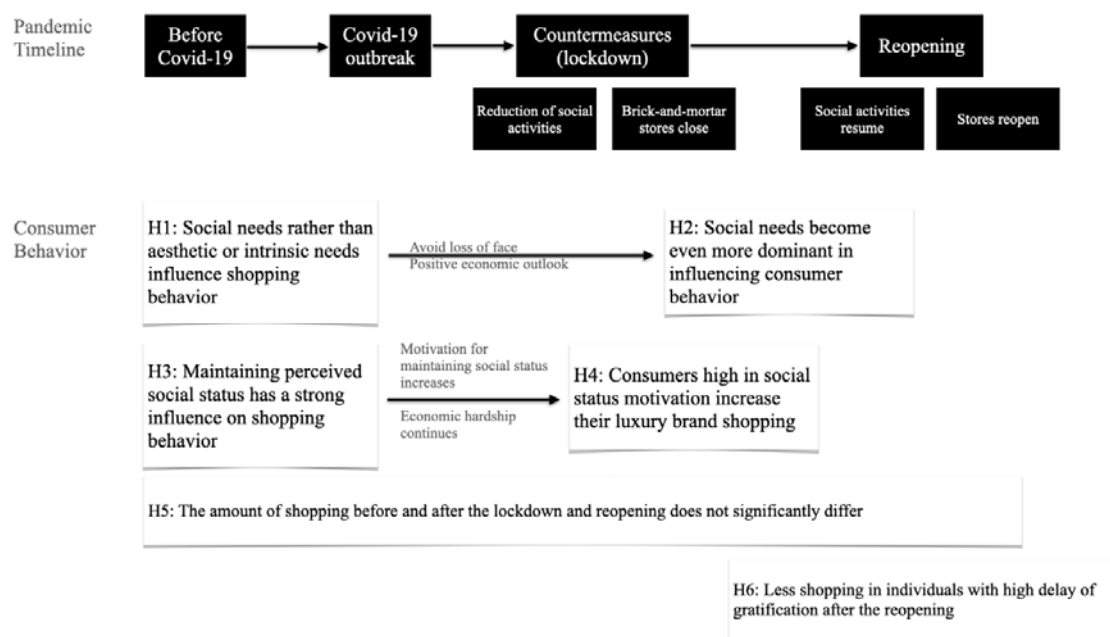 Pandemic
Timeline
Before
Covid-19
Covid-19
outbreak
Countermeasures
(lockdown)
Reopening
Reduction of social
activities
Brick-and-mortar
stores close
Social activities
resume
Stores reopen
Consumer
Behavior
H1: Social needs rather than
aesthetic or intrinsic needs
influence shopping
behavior
Avoid loss of face
Positive economic outlook
H2: Social needs become
even more dominant in
influencing consumer
behavior
H3: Maintaining perceived
social status has a strong
influence on shopping
behavior
Motivation for
maintaining social status
increases
Economic hardship
continues
H4: Consumers high in social
status motivation increase
their luxury brand shopping
H5: The amount of shopping before and after the lockdown and reopening does not significantly differ
H6: Less shopping in individuals with high delay of
gratification after the reopening